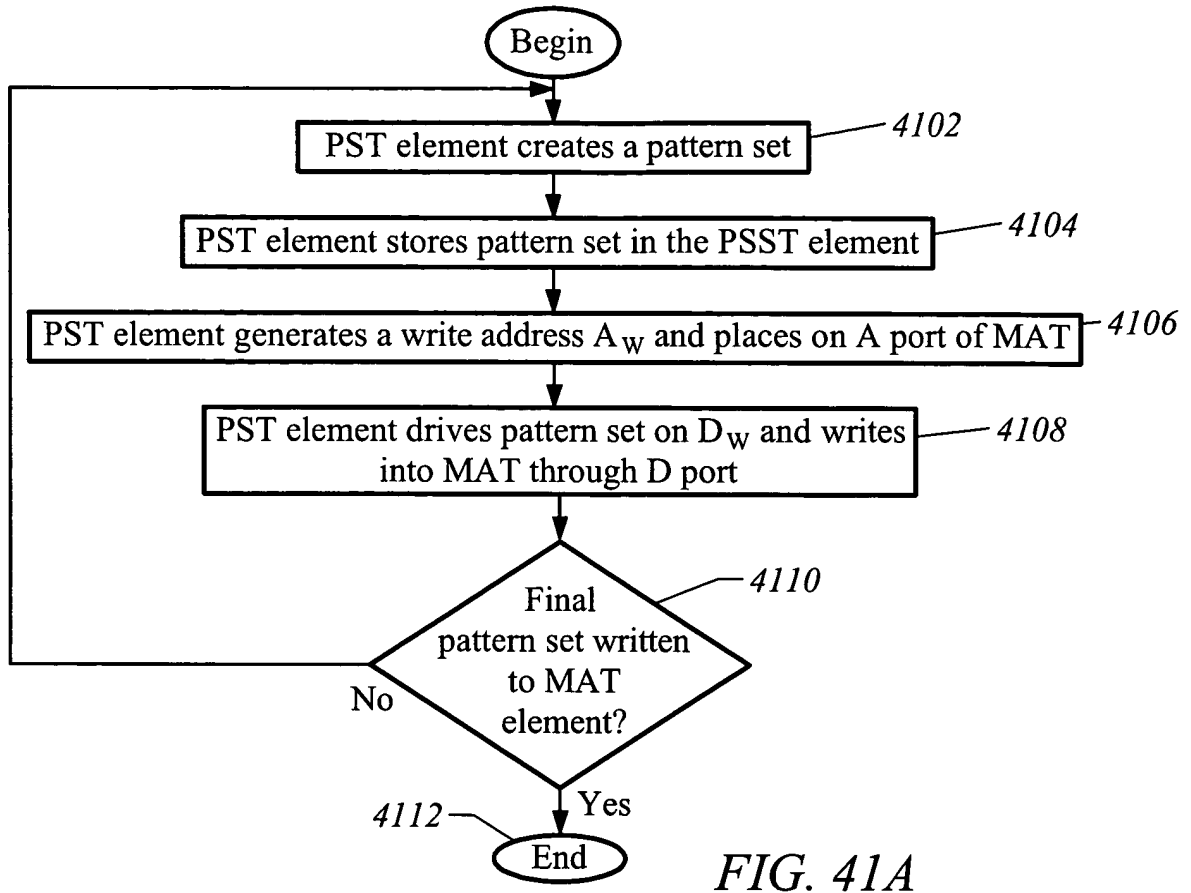 Begin
PST element creates a pattern set
4102
PST element stores pattern set in the PSST element
4104
PST element generates a write address AW and places on A port of MAT
4106
PST element drives pattern set on DW and writes
into MAT through D port
4108
Final
pattern set written
to MAT
element?
4110
No
Yes
4112
End
FIG. 41A